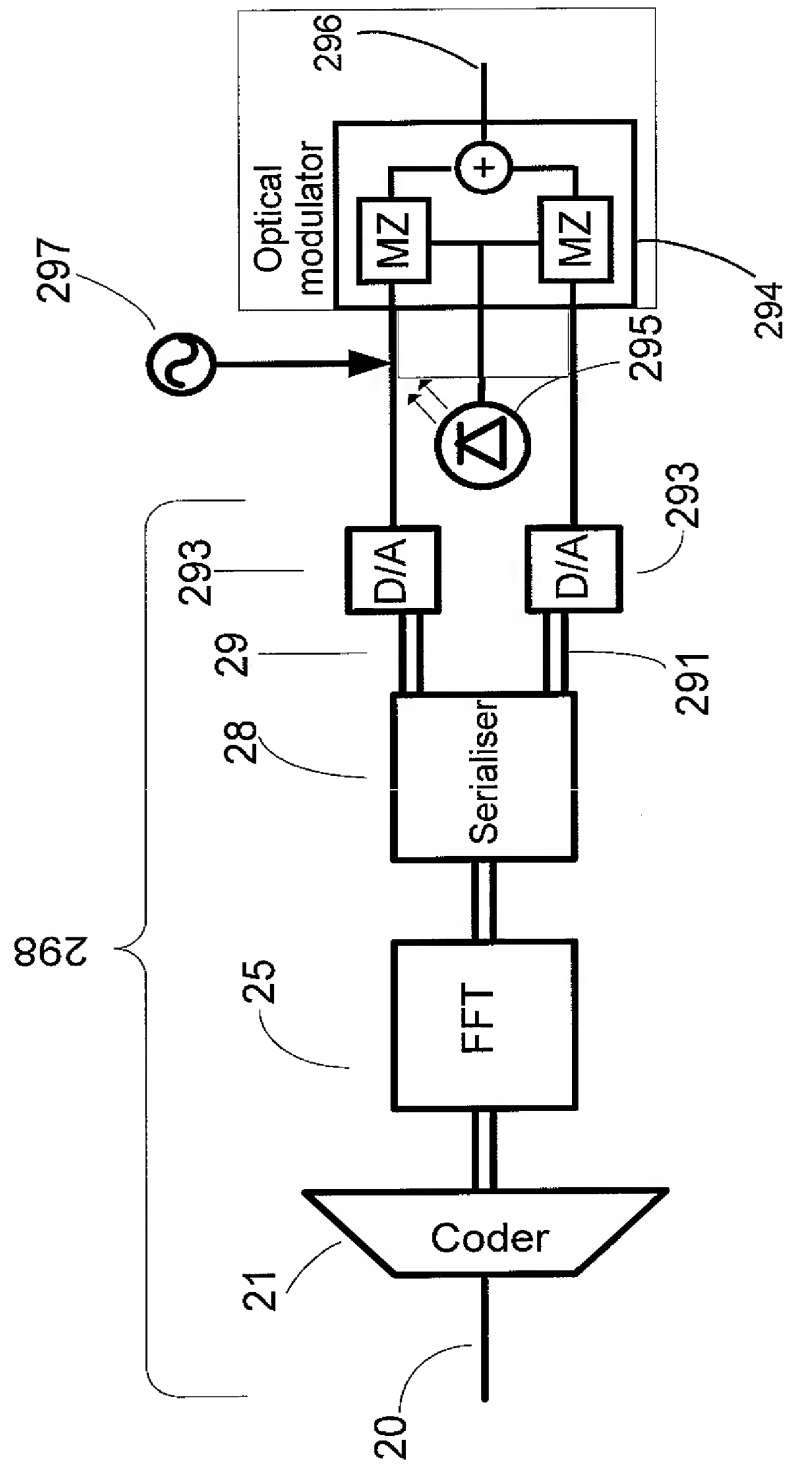 298
297
20
21
Coder
25
FFT
28
Serialiser
29
291
293
D/A
D/A
293
295
Optical
modulator
MZ
MZ
+
294
296